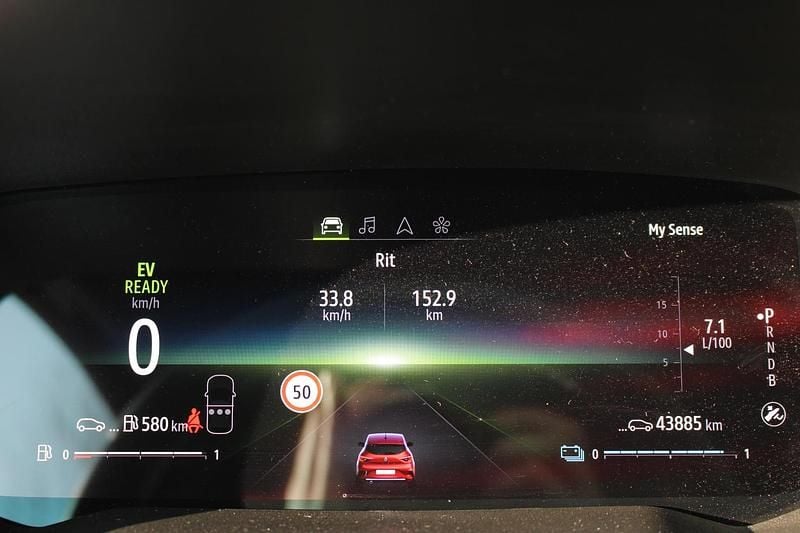 My Sense
Rit
EV
READY
km/h
0
33.8
km/h
152.9
km
15
10
5
7.1
L/100
P
R
N
D
B
50
... 580 km
0 1
...43885 km
0 1